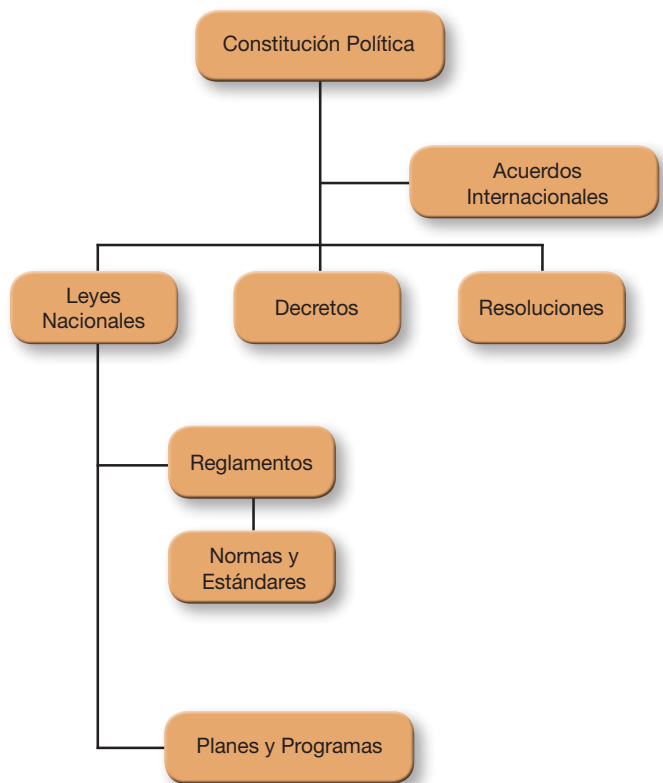 Constitución Política
Acuerdos
Internacionales
Leyes
Nacionales
Decretos
Resoluciones
Reglamentos
Normas y
Estándares
Planes y Programas